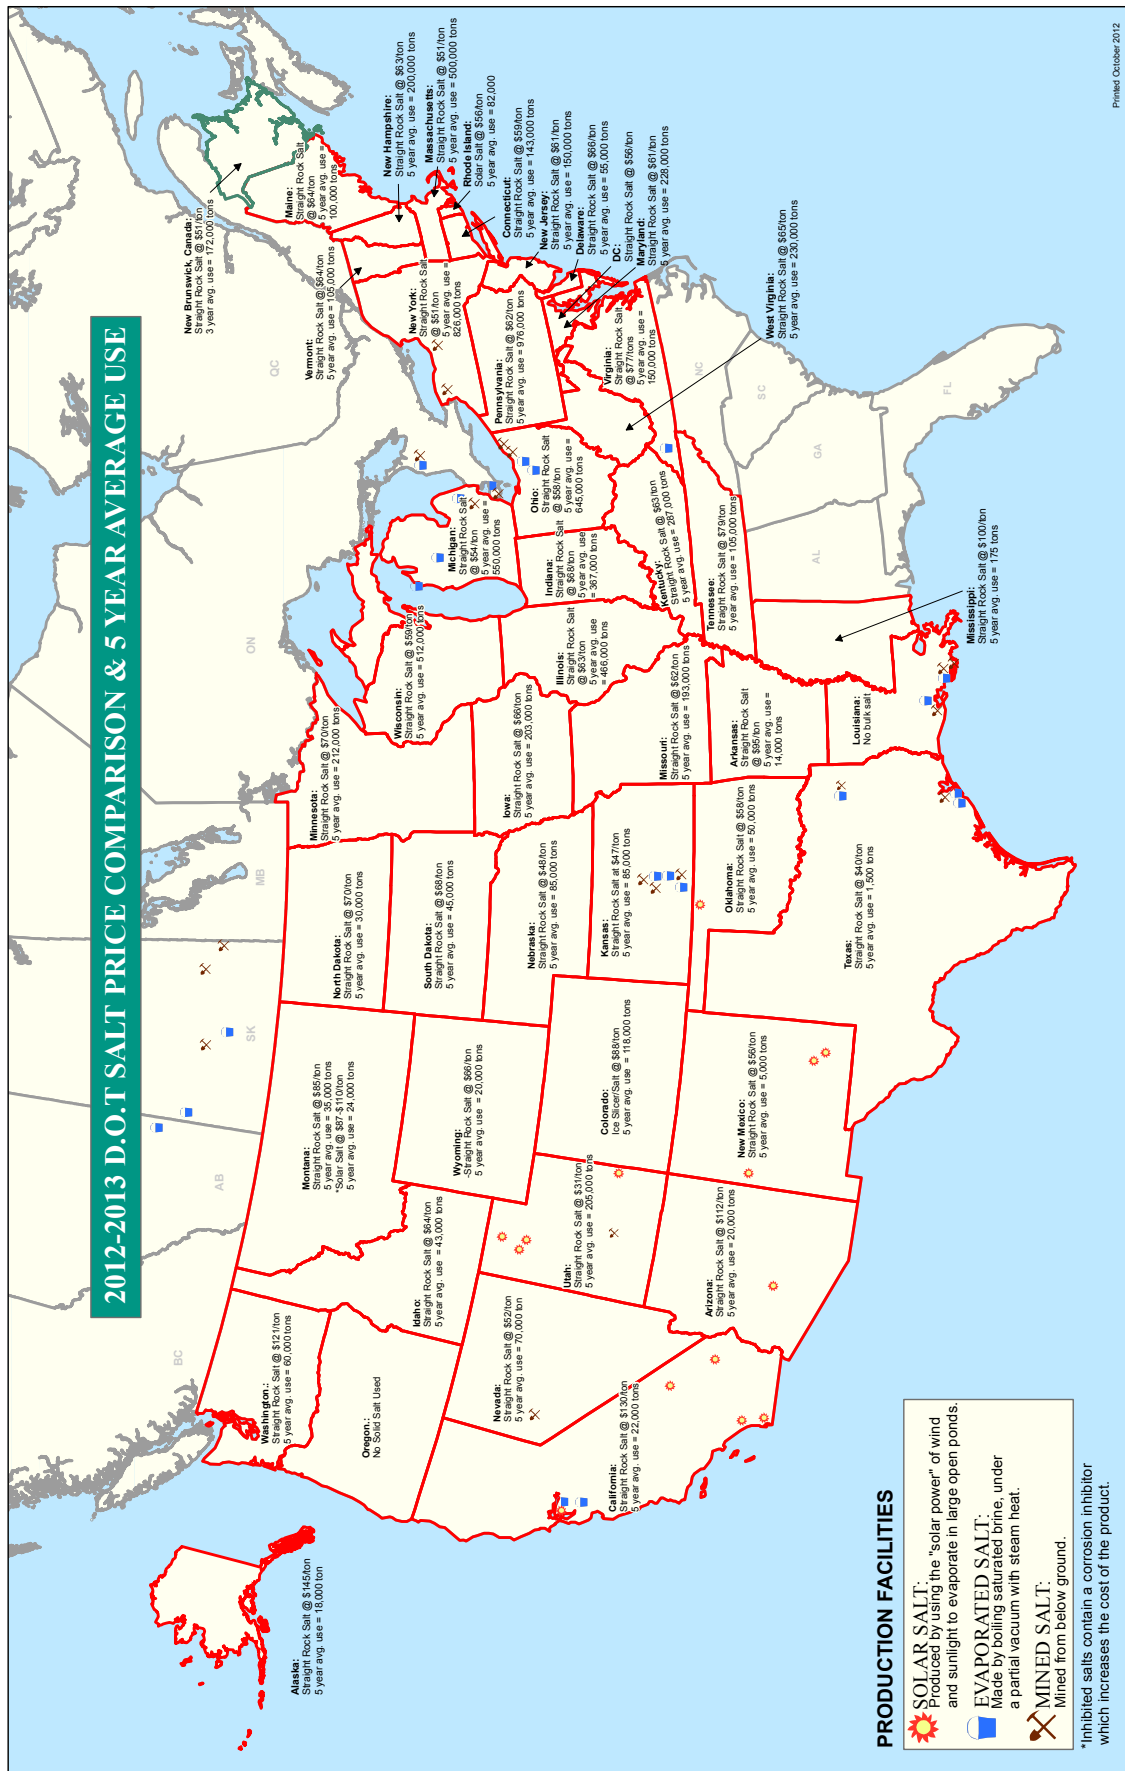 2012-2013 D.O.T SALT PRICE COMPARISON & 5 YEAR AVERAGE USE
Alaska:
Straight Rock Salt @ $145/ton
5 year avg. use = 18,000 ton
Washington.:
Straight Rock Salt @ $121/ton
5 year avg. use = 60,000 tons
Oregon.:
No Solid Salt Used
California:
Straight Rock Salt @ $130/ton
5 year avg. use = 22,000 tons
Nevada:
Straight Rock Salt @ $52/ton
5 year avg. use = 70,000 ton
Idaho:
Straight Rock Salt @ $64/ton
5 year avg. use = 43,000 tons
Utah:
Straight Rock Salt @ $31/ton
5 year avg. use = 205,000 tons
Arizona:
Straight Rock Salt @ $112/ton
5 year avg. use = 20,000 tons
Montana:
Straight Rock Salt @ $85/ton
5 year avg. use = 35,000 tons
*Solar Salt @ $87-$110/ton
5 year avg. use = 24,000 tons
Wyoming:
-Straight Rock Salt @ $66/ton
5 year avg. use = 20,000 tons
Colorado:
Ice Slicer/Salt @ $88/ton
5 year avg. use = 118,000 tons
New Mexico:
Straight Rock Salt @ $56/ton
5 year avg. use = 5,000 tons
North Dakota:
Straight Rock Salt @ $70/ton
5 year avg. use = 30,000 tons
South Dakota:
Straight Rock Salt @ $68/ton
5 year avg. use = 45,000 tons
Nebraska:
Straight Rock Salt @ $48/ton
5 year avg. use = 85,000 tons
Kansas:
Straight Rock Salt at $47/ton
5 year avg. use = 85,000 tons
Oklahoma:
Straight Rock Salt @ $58/ton
5 year avg. use = 50,000 tons
Texas:
Straight Rock Salt @ $40/ton
5 year avg. use = 1,500 tons
Minnesota:
Straight Rock Salt @ $70/ton
5 year avg. use = 212,000 tons
Iowa:
Straight Rock Salt @ $66/ton
5 year avg. use = 203,000 tons
Missouri:
Straight Rock Salt @ $62/ton
5 year avg. use = 193,000 tons
Arkansas:
Straight Rock Salt
@ $95/ton
5 year avg. use =
14,000 tons
Louisiana:
No bulk salt
Mississippi:
Straight Rock Salt @ $100/ton
5 year avg. use = 175 tons
Wisconsin:
Straight Rock Salt @ $59/ton
5 year avg. use = 512,000 tons
Illinois:
Straight Rock Salt
@ $63/ton
5 year avg. use
= 466,000 tons
Michigan:
Straight Rock Salt
@ $54/ton
5 year avg. use =
550,000 tons
Indiana:
Straight Rock Salt
@ $68/ton
5 year avg. use
= 367,000 tons
Ohio:
Straight Rock Salt
@ $58/ton
5 year avg. use =
645,000 tons
Kentucky:
Straight Rock Salt @ $63/ton
5 year avg. use = 287,000 tons
Tennessee:
Straight Rock Salt @ $79/ton
5 year avg. use = 105,000 tons
Pennsylvania:
Straight Rock Salt @ $62/ton
5 year avg. use = 976,000 tons
New York:
Straight Rock Salt
@ $51/ton
5 year avg. use =
826,000 tons
Virginia:
Straight Rock Salt
@ $77/tons
5 year avg. use =
150,000 tons
West Virginia:
Straight Rock Salt @ $65/ton
5 year avg. use = 230,000 tons
Vermont:
Straight Rock Salt @ $64/ton
5 year avg. use = 105,000 tons
New Brunswick, Canada:
Straight Rock Salt @ $51/ton
3 year avg. use = 172,000 tons
Maine:
Straight Rock Salt
@ $64/ton
5 year avg. use =
100,000 tons
New Hampshire:
Straight Rock Salt @ $63/ton
5 year avg. use = 200,000 tons
Massachusetts:
Straight Rock Salt @ $51/ton
5 year avg. use = 500,000 tons
Rhode Island:
Solar Salt @ $56/ton
5 year avg. use = 82,000
Connecticut:
Straight Rock Salt @ $59/ton
5 year avg. use = 143,000 tons
New Jersey:
Straight Rock Salt @ $61/ton
5 year avg. use = 150,000 tons
Delaware:
Straight Rock Salt @ $66/ton
5 year avg. use = 55,000 tons
DC:
Straight Rock Salt @ $56/ton
Maryland:
Straight Rock Salt @ $61/ton
5 year avg. use = 228,000 tons
BC
AB
SK
MB
ON
QC
NC
SC
GA
AL
FL
PRODUCTION FACILITIES
SOLAR SALT:
Produced by using the "solar power" of wind
and sunlight to evaporate in large open ponds.
EVAPORATED SALT:
Made by boiling saturated brine, under
a partial vacuum with steam heat.
MINED SALT:
Mined from below ground.
*Inhibited salts contain a corrosion inhibitor
which increases the cost of the product.
Printed October 2012